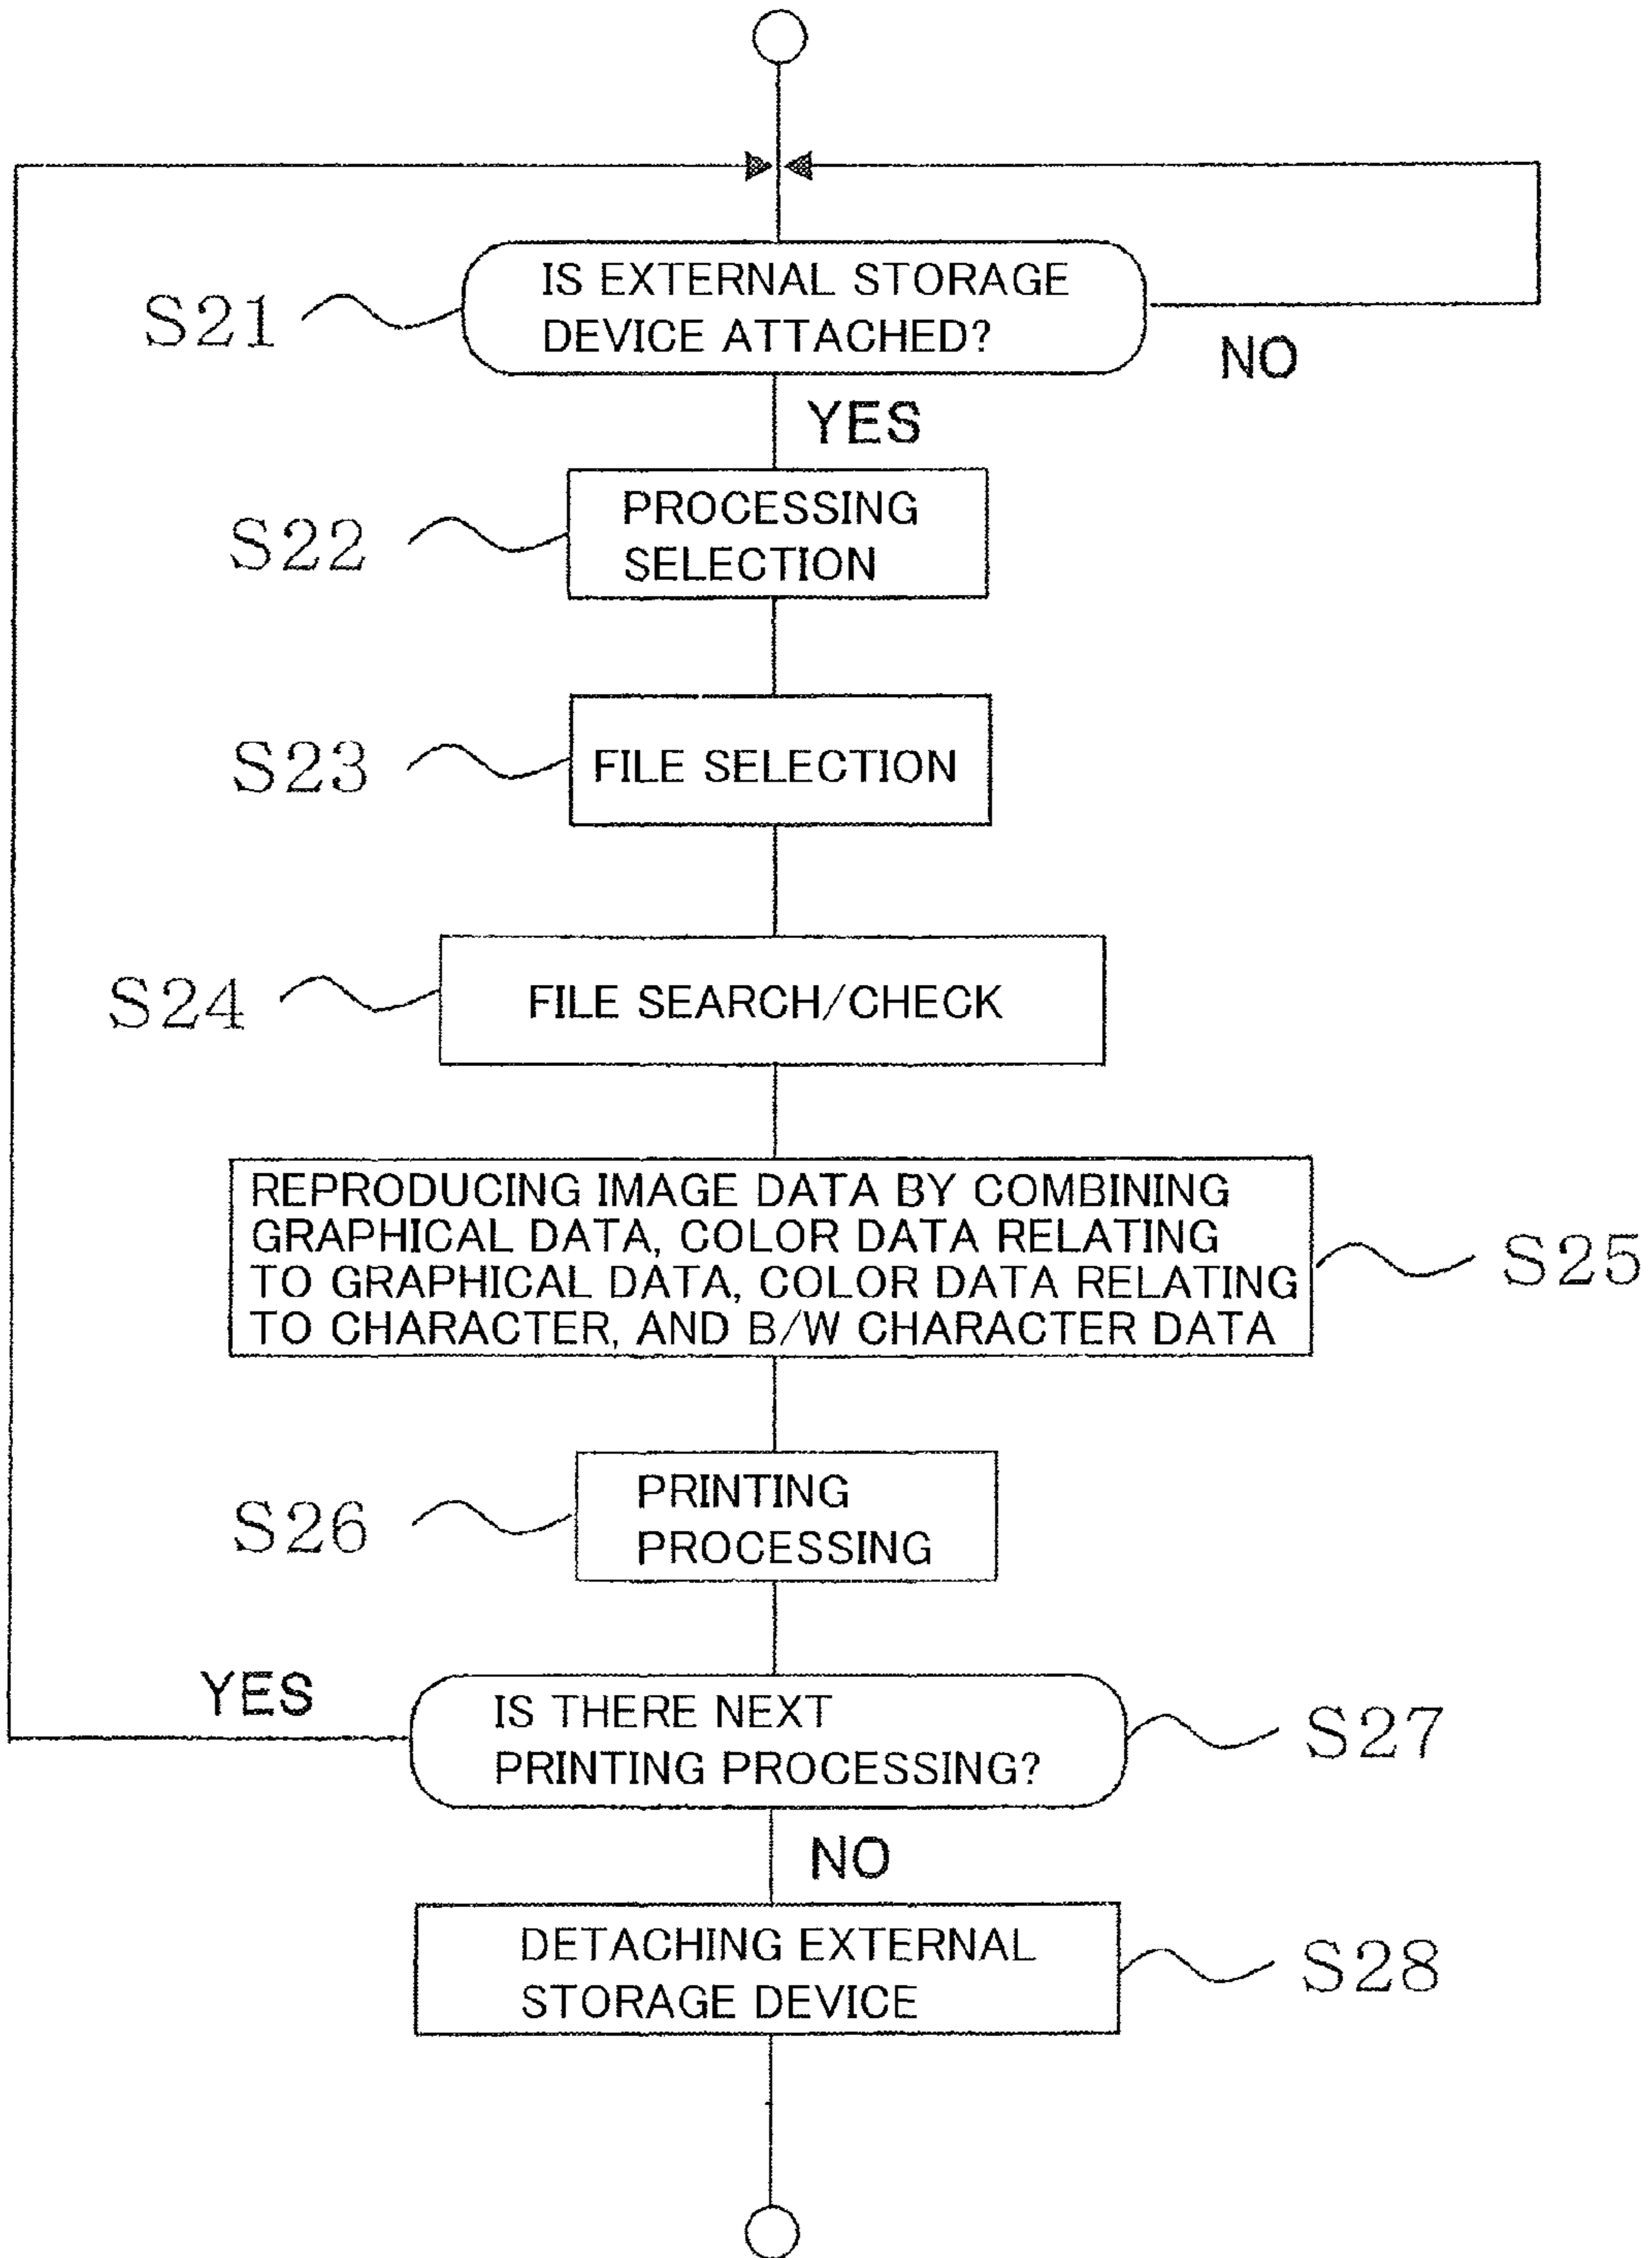 S21
IS EXTERNAL STORAGE
DEVICE ATTACHED?
NO
YES
S22
PROCESSING
SELECTION
S23
FILE SELECTION
S24
FILE SEARCH/CHECK
REPRODUCING IMAGE DATA BY COMBINING
GRAPHICAL DATA, COLOR DATA RELATING
TO GRAPHICAL DATA, COLOR DATA RELATING
TO CHARACTER, AND B/W CHARACTER DATA
S25
S26
PRINTING
PROCESSING
YES
IS THERE NEXT
PRINTING PROCESSING?
S27
NO
DETACHING EXTERNAL
STORAGE DEVICE
S28